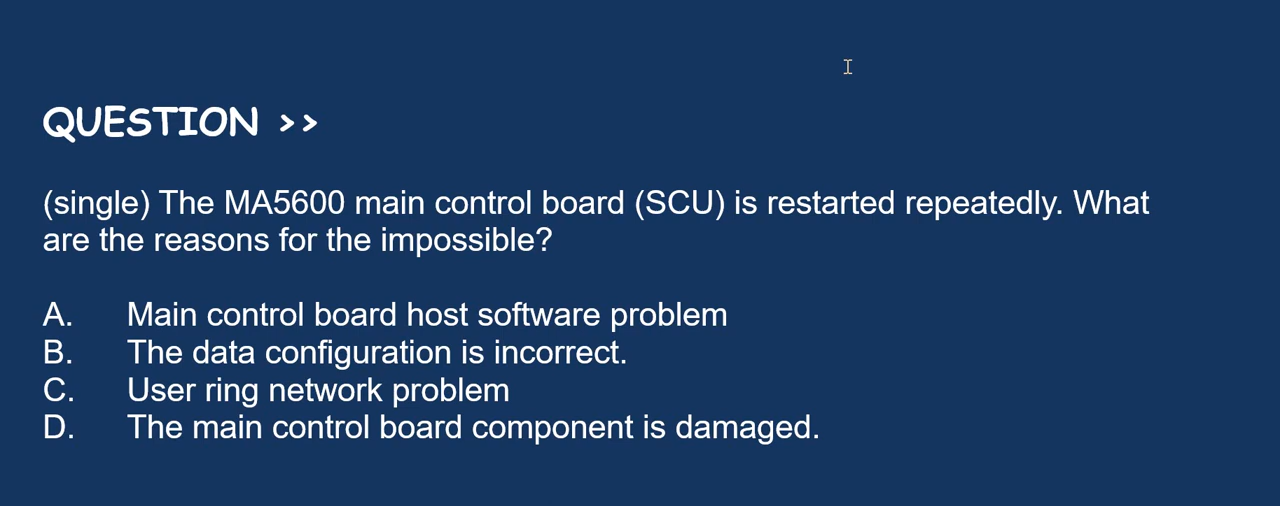 QUESTION >>
(single) The MA5600 main control board (SCU) is restarted repeatedly. What
are the reasons for the impossible?
A. Main control board host software problem
B. The data configuration is incorrect.
C. User ring network problem
D. The main control board component is damaged.